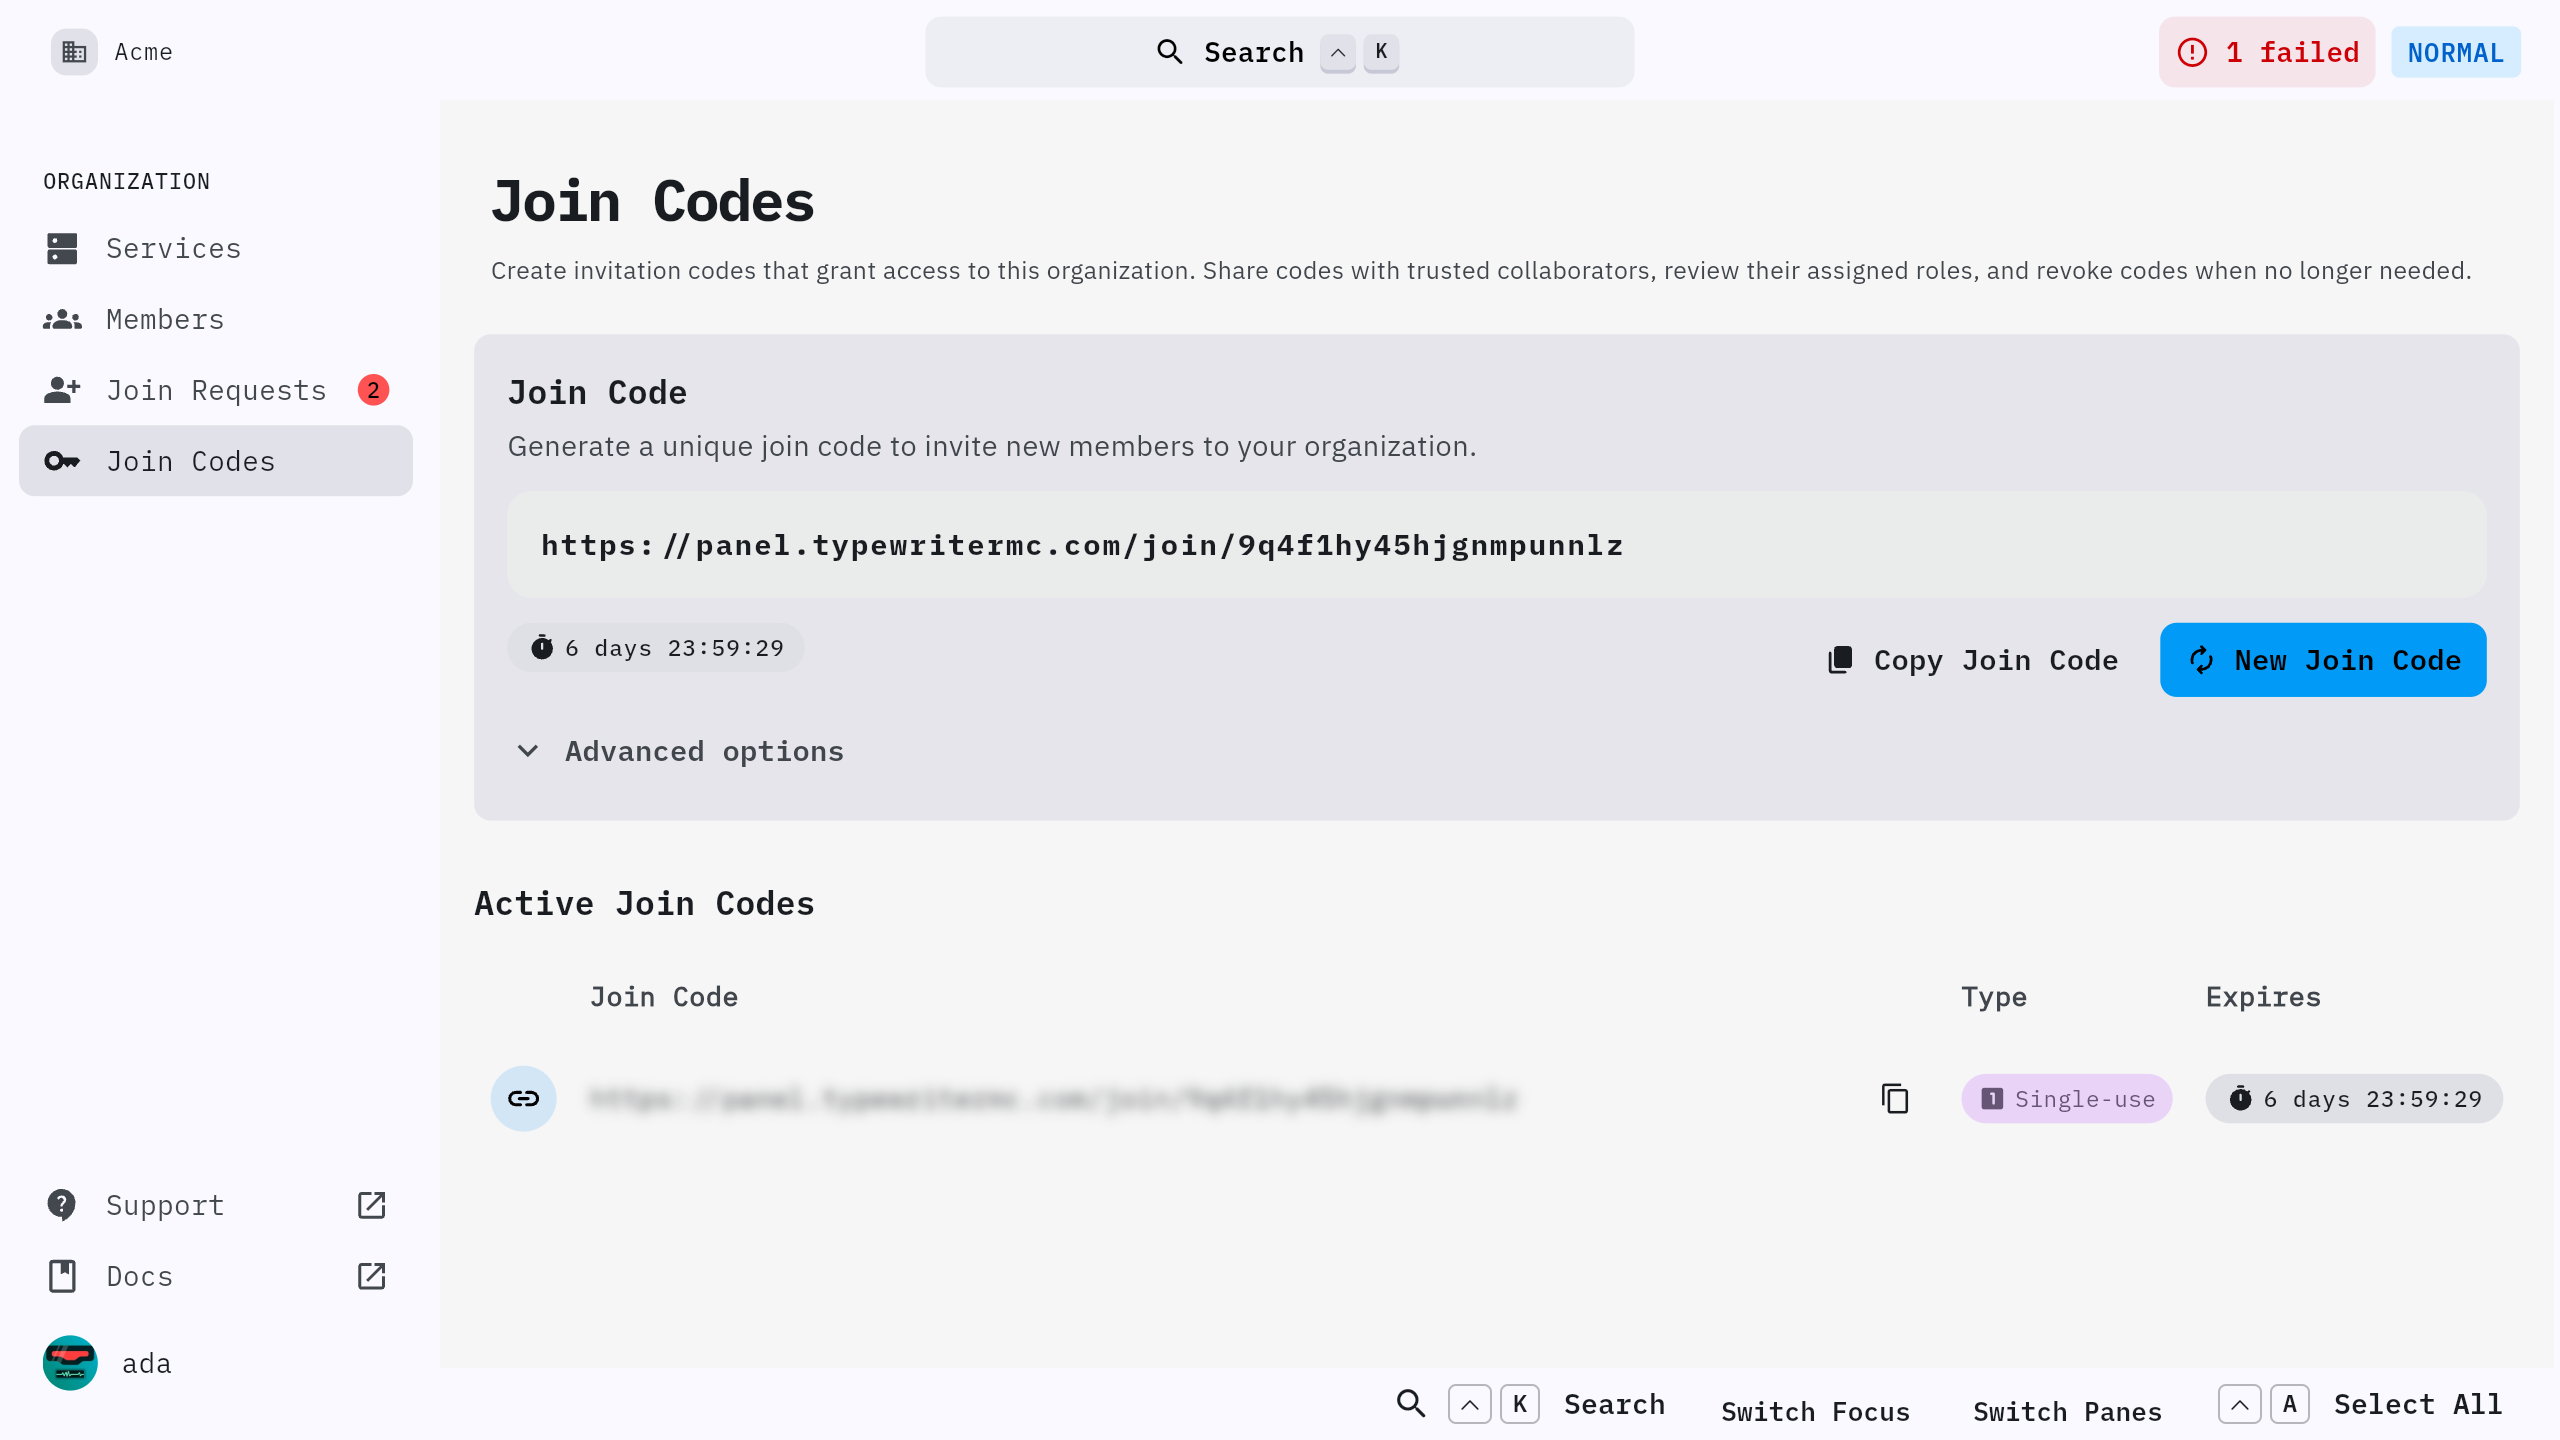 Acme
Search ^ K
1 failed
NORMAL
ORGANIZATION
Services
Members
Join Requests 2
Join Codes
Join Codes
Create invitation codes that grant access to this organization. Share codes with trusted collaborators, review their assigned roles, and revoke codes when no longer needed.
Join Code
Generate a unique join code to invite new members to your organization.
https://panel.typewritermc.com/join/9q4f1hy45hjgnmpunnlz
6 days 23:59:29
Copy Join Code
New Join Code
Advanced options
Active Join Codes
Join Code Type Expires
Single-use 6 days 23:59:29
Support
Docs
ada
^ K Search Switch Focus Switch Panes ^ A Select All